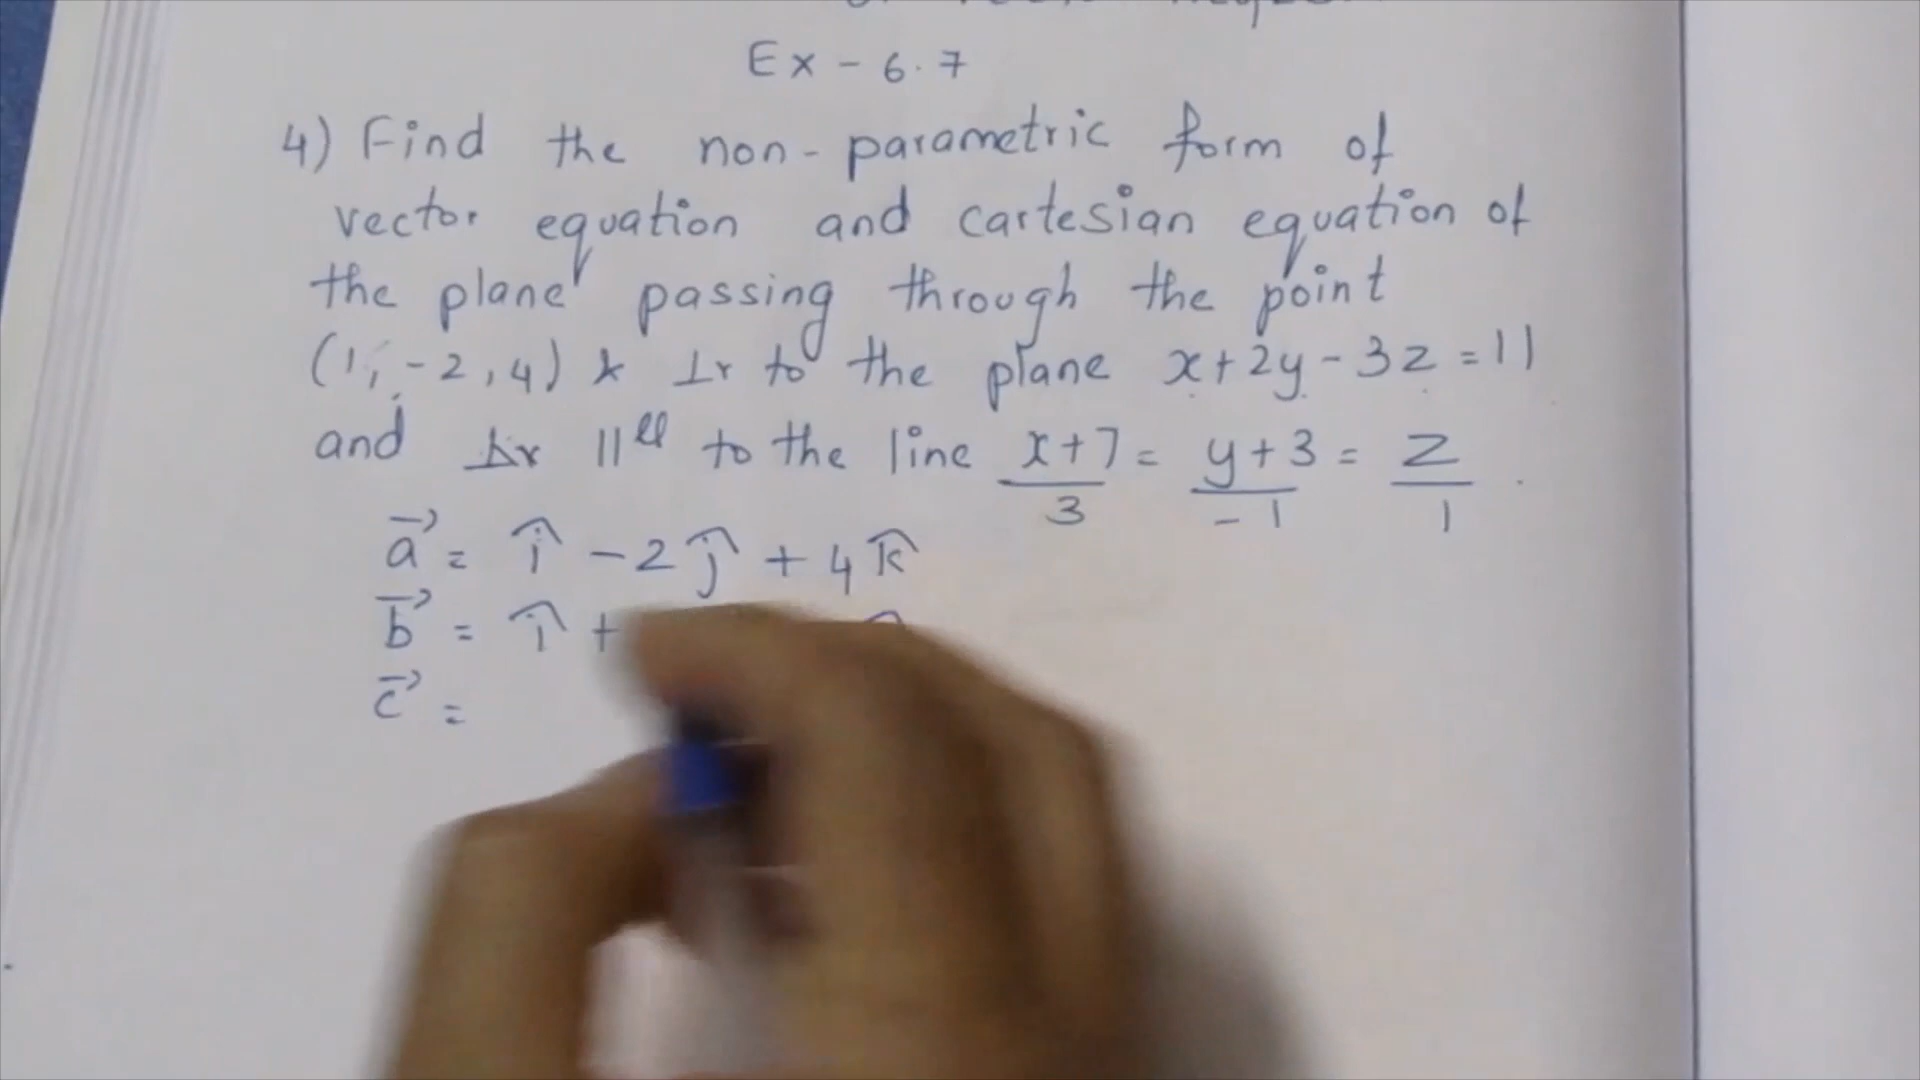 Ex - 6.7
4) Find the non-parametric form of
vector equation and cartesian equation of
the plane passing through the point
(1, -2, 4) & ⊥r to the plane x+2y-3z=11
and || el to the line x+7/3 = y+3/-1 = z/1
a⃗ = î - 2ĵ + 4k̂
b⃗ = î +
c⃗ =